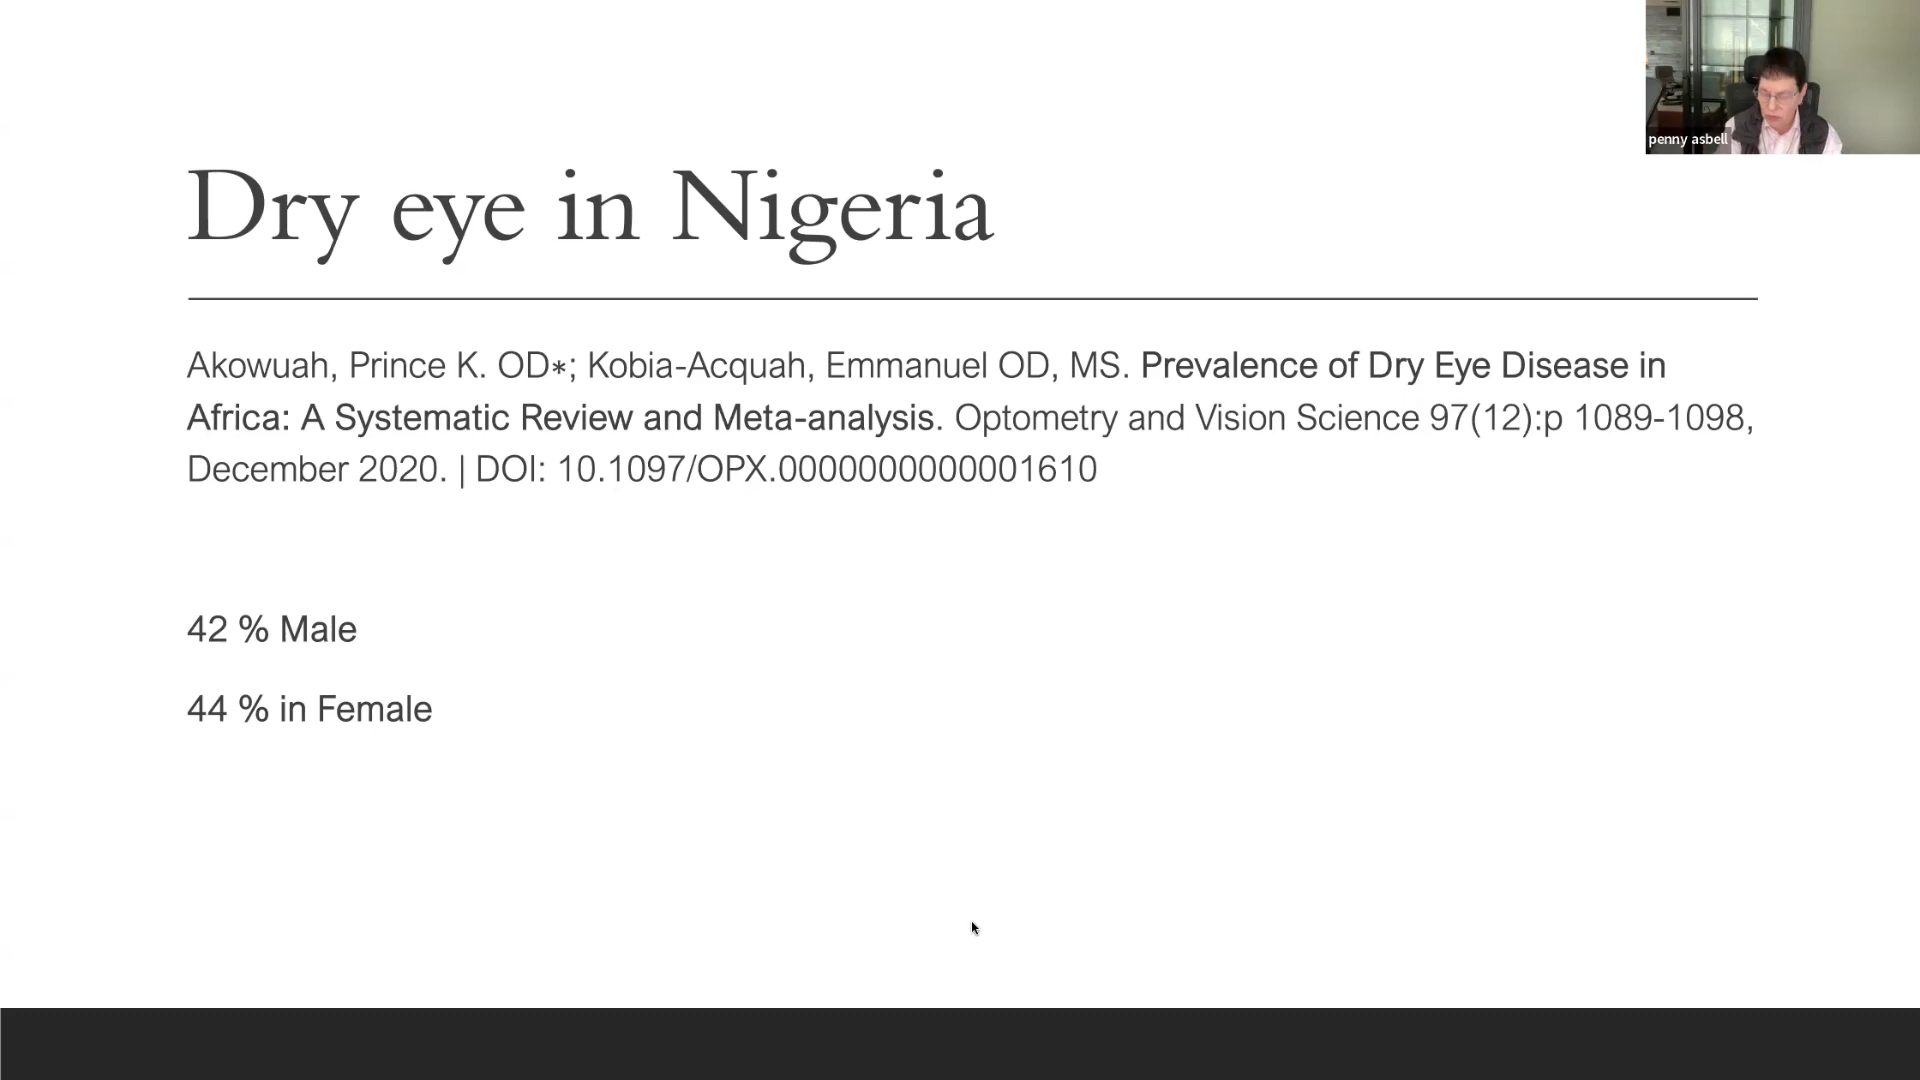 penny asbell
Dry eye in Nigeria
Akowuah, Prince K. OD∗; Kobia-Acquah, Emmanuel OD, MS. Prevalence of Dry Eye Disease in
Africa: A Systematic Review and Meta-analysis. Optometry and Vision Science 97(12):p 1089-1098,
December 2020. | DOI: 10.1097/OPX.0000000000001610
42 % Male
44 % in Female